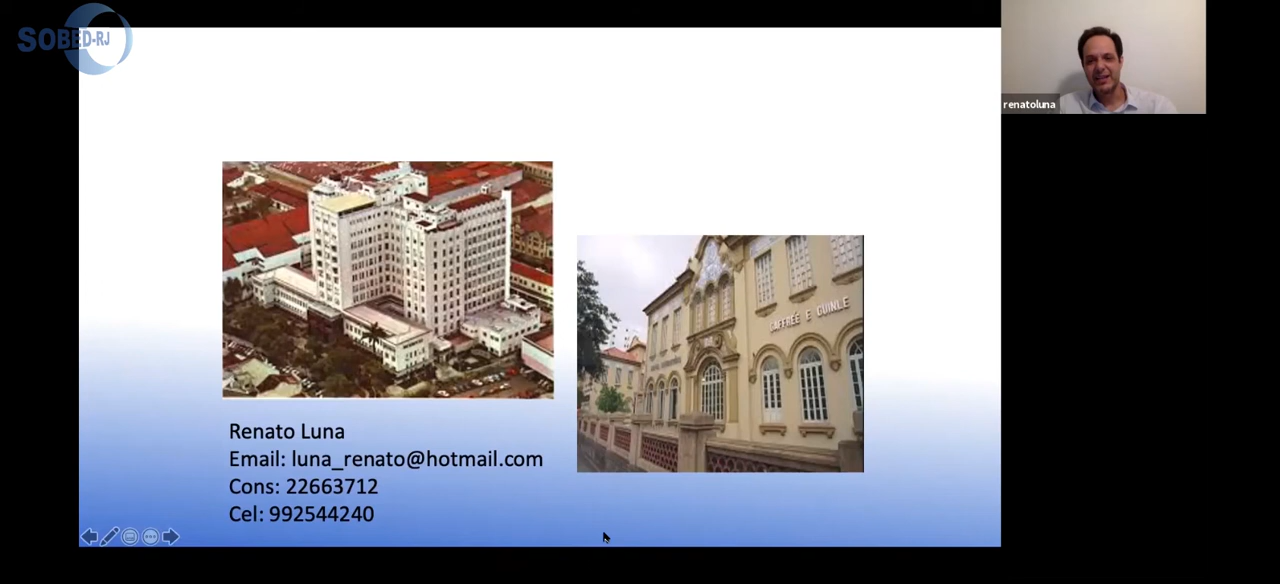 SOBED-RJ
renatoluna
GAFFRÉE E GUINLE
Renato Luna
Email: luna_renato@hotmail.com
Cons: 22663712
Cel: 992544240